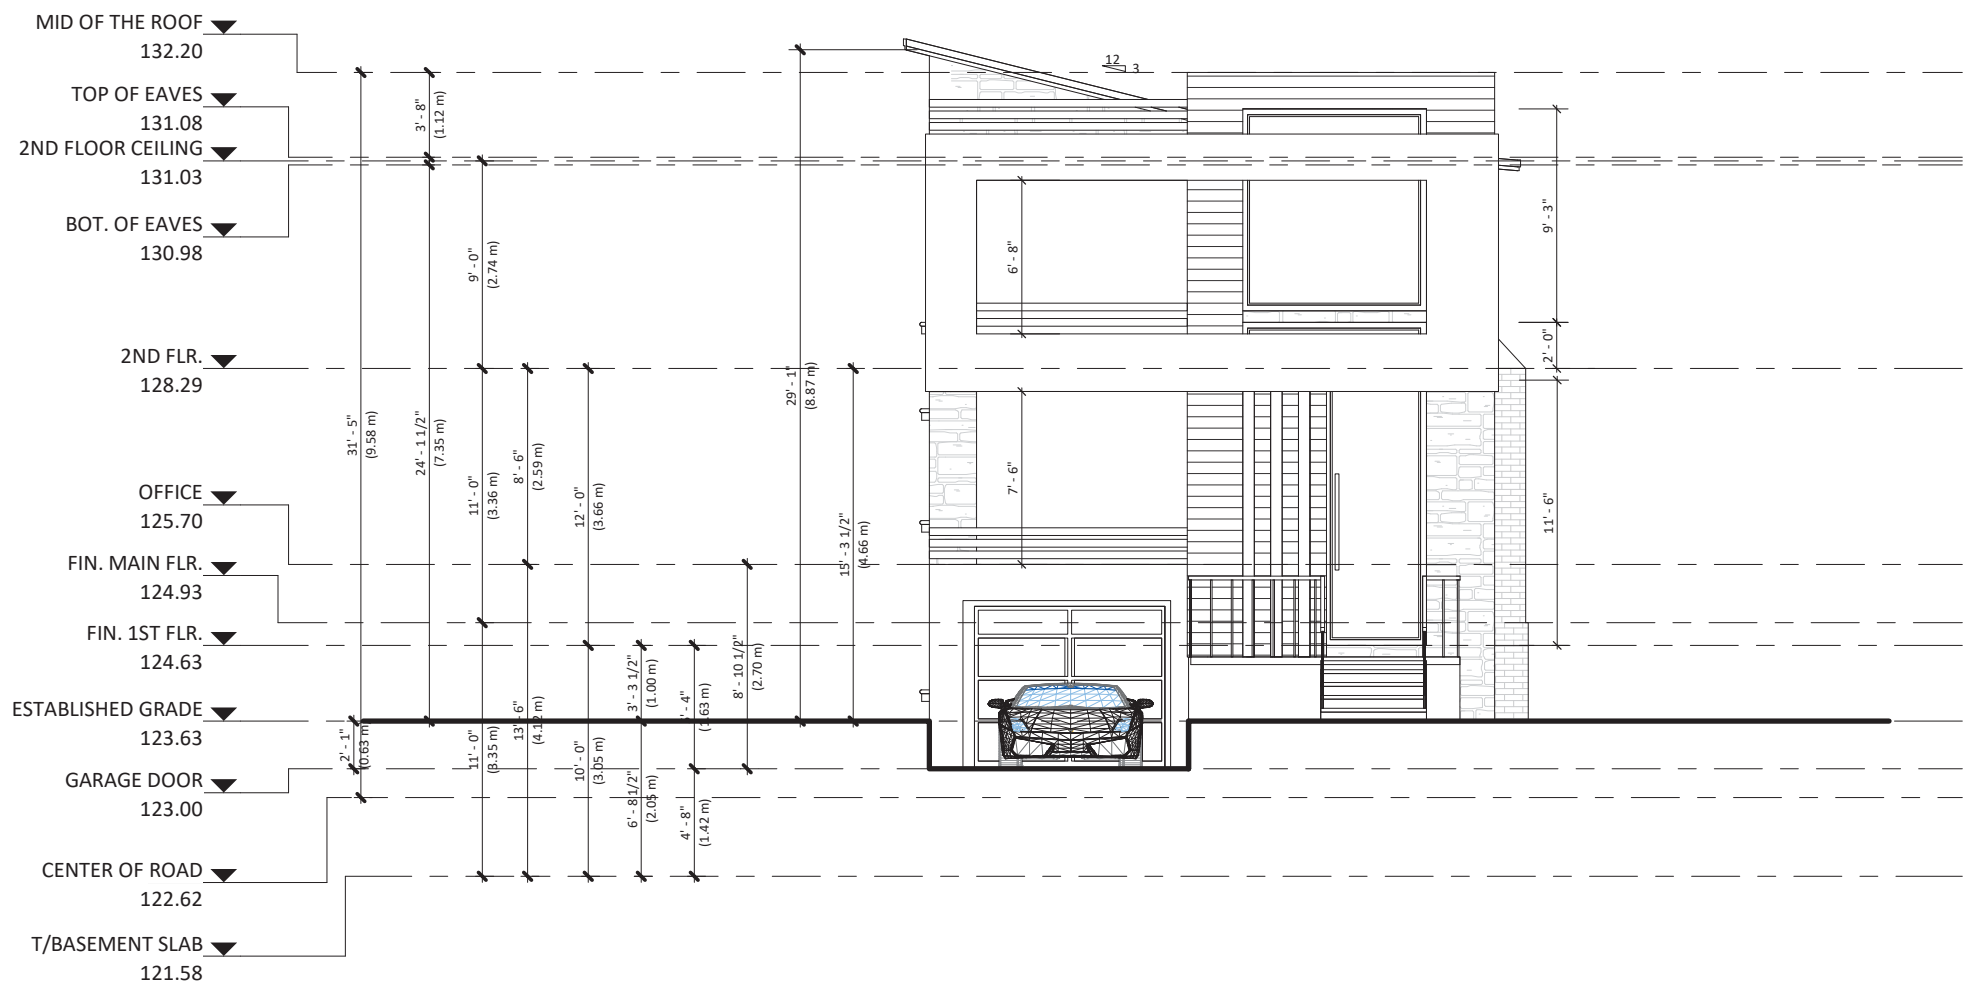 MID OF THE ROOF
132.20
TOP OF EAVES
131.08
2ND FLOOR CEILING
131.03
BOT. OF EAVES
130.98
2ND FLR.
128.29
OFFICE
125.70
FIN. MAIN FLR.
124.93
FIN. 1ST FLR.
124.63
ESTABLISHED GRADE
123.63
GARAGE DOOR
123.00
CENTER OF ROAD
122.62
T/BASEMENT SLAB
121.58
2' - 1"
(0.63 m)
31' - 5"
(9.58 m)
3' - 8"
(1.12 m)
24' - 1 1/2"
(7.35 m)
9' - 0"
(2.74 m)
11' - 0"
(3.36 m)
11' - 0"
(3.35 m)
8' - 6"
(2.59 m)
13' - 6"
(4.12 m)
12' - 0"
(3.66 m)
10' - 0"
(3.05 m)
3' - 3 1/2"
(1.00 m)
6' - 8 1/2"
(2.05 m)
' - 4"
(1.63 m)
4' - 8"
(1.42 m)
8' - 10 1/2"
(2.70 m)
29' - 1"
(8.87 m)
15' - 3 1/2"
(4.66 m)
12
3
6' - 8"
7' - 6"
9' - 3"
2' - 0"
11' - 6"